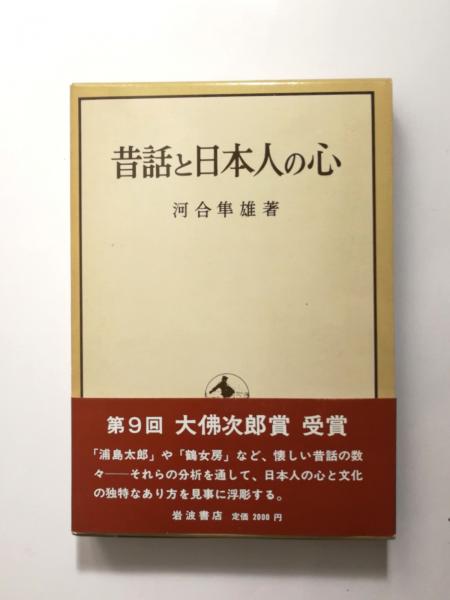 昔話と日本人の心
河合隼雄著
第9回 大佛次郎賞 受賞
「浦島太郎」や「鶴女房」など、懐しい昔話の数
々――それらの分析を通して、日本人の心と文化
の独特なあり方を見事に浮彫する。
岩波書店 定価 2000 円